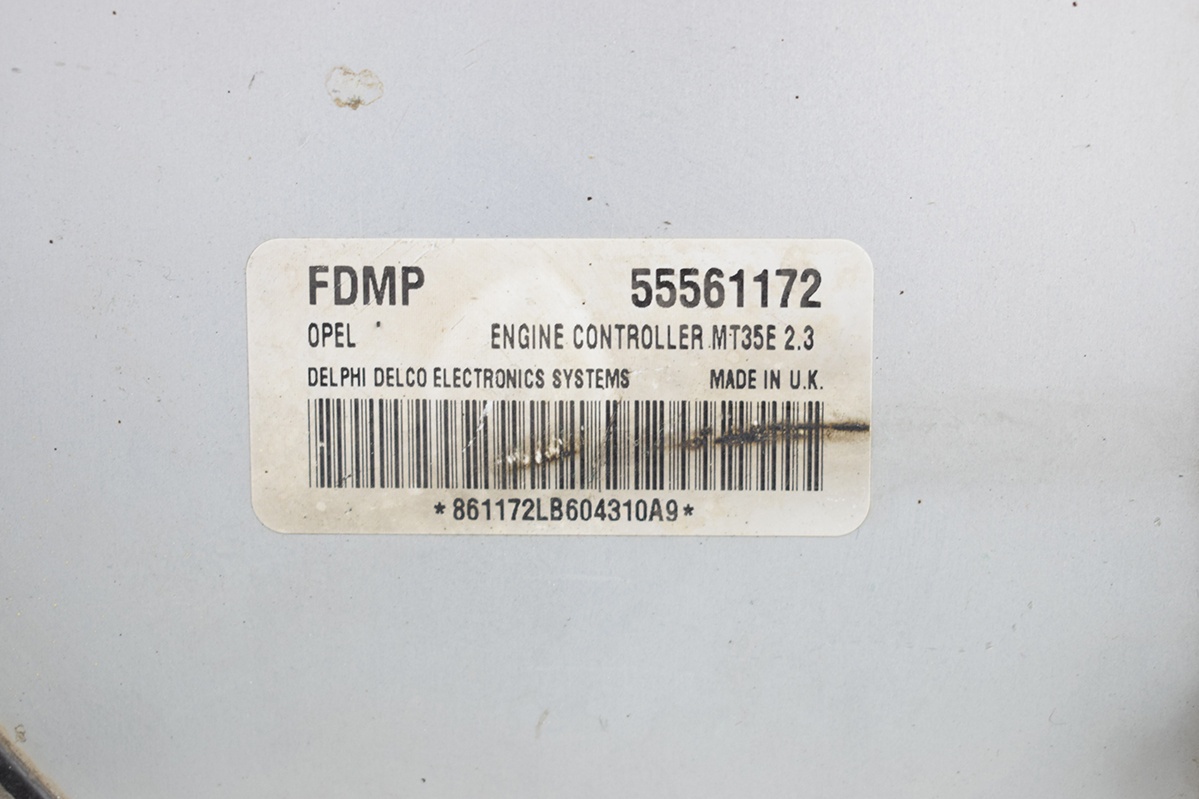 FDMP 55561172
OPEL ENGINE CONTROLLER MT35E 2.3
DELPHI DELCO ELECTRONICS SYSTEMS MADE IN U.K.
*861172LB604310A9*